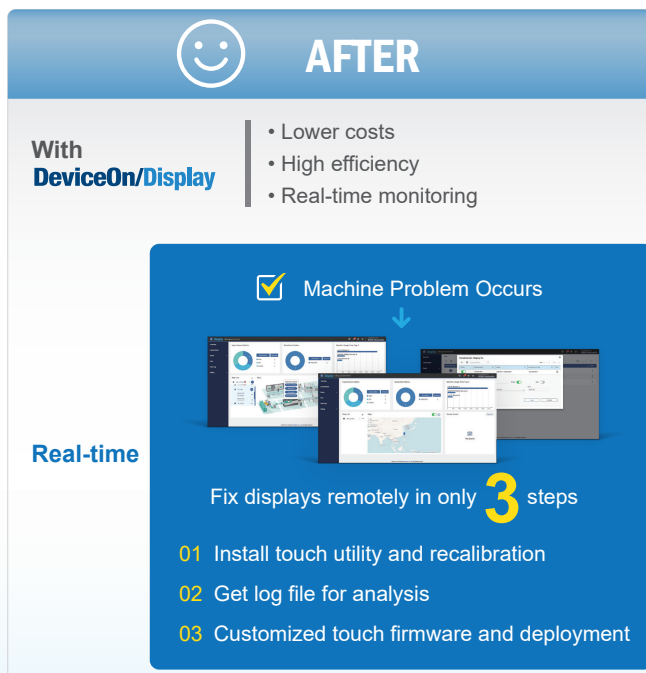 AFTER
With
DeviceOn/Display
• Lower costs
• High efficiency
• Real-time monitoring
Machine Problem Occurs
Real-time
Fix displays remotely in only 3 steps
01 Install touch utility and recalibration
02 Get log file for analysis
03 Customized touch firmware and deployment